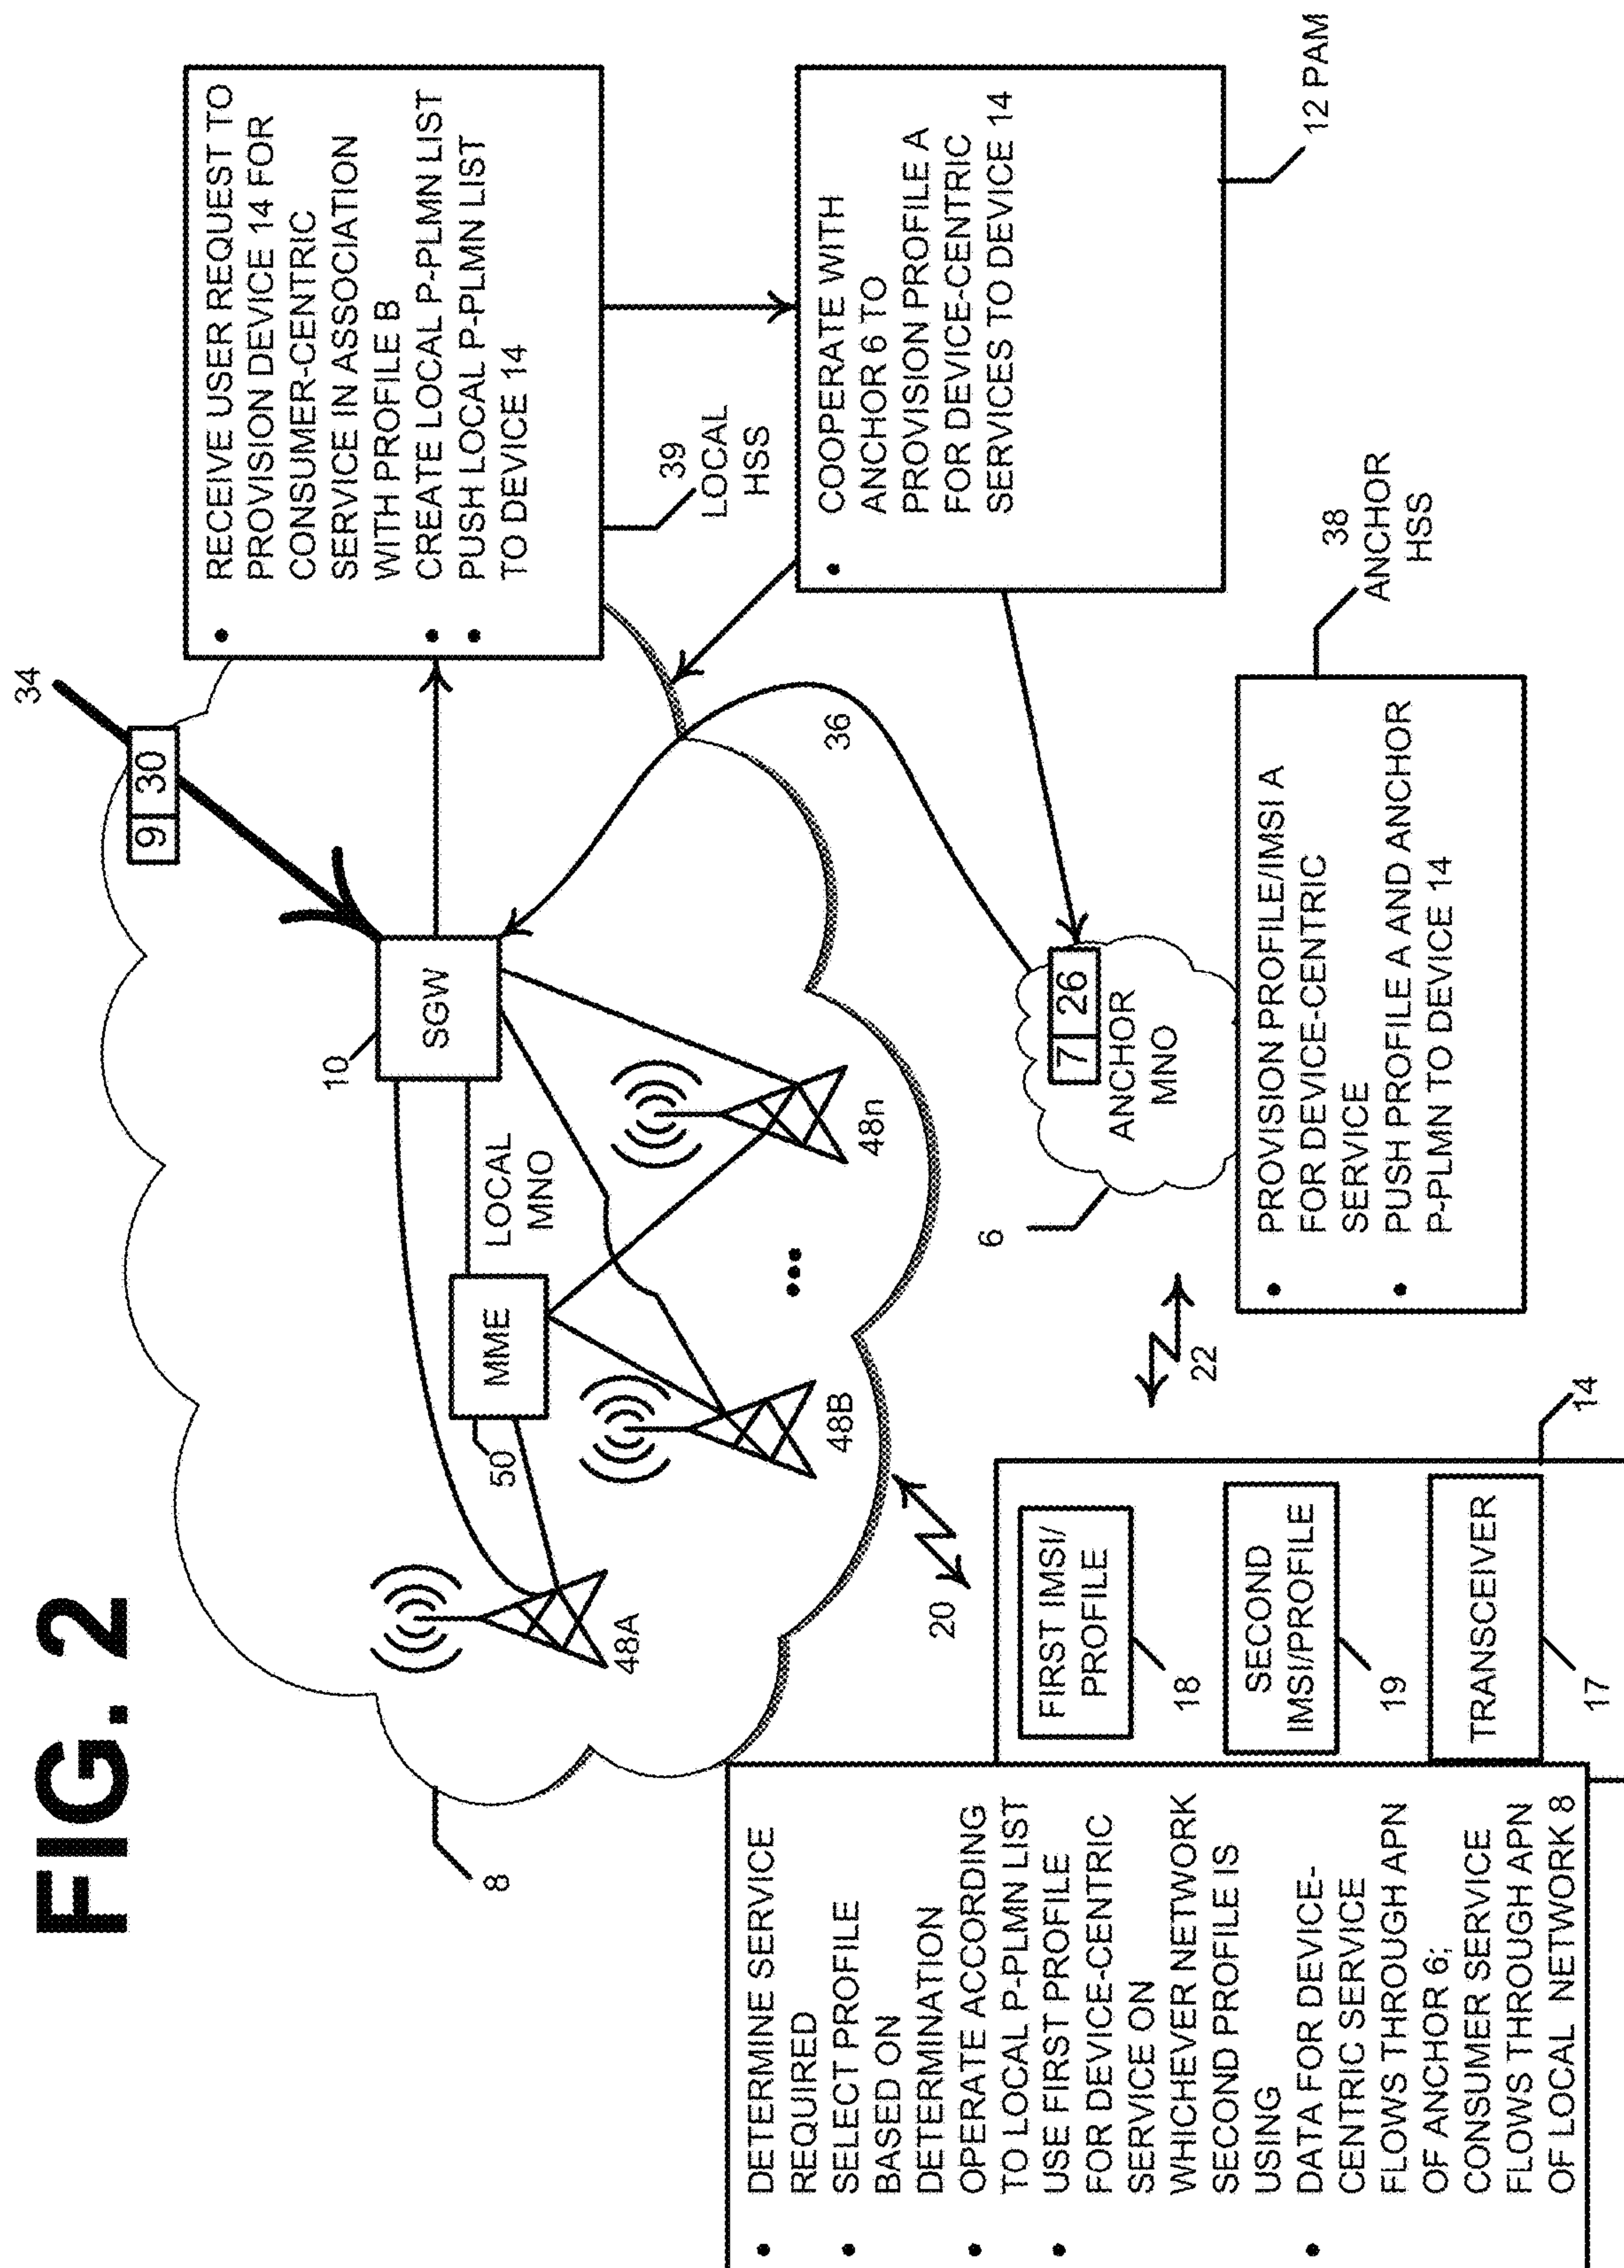 FIG. 2
34
9 30
10
SGW
LOCAL
MNO
MME
50
48A
48B
48n
...
8
• RECEIVE USER REQUEST TO
PROVISION DEVICE 14 FOR
CONSUMER-CENTRIC
SERVICE IN ASSOCIATION
WITH PROFILE B
• CREATE LOCAL P-PLMN LIST
• PUSH LOCAL P-PLMN LIST
TO DEVICE 14
39
LOCAL
HSS
• COOPERATE WITH
ANCHOR 6 TO
PROVISION PROFILE A
FOR DEVICE-CENTRIC
SERVICES TO DEVICE 14
12 PAM
36
7 26
ANCHOR
MNO
6
38
ANCHOR
HSS
• PROVISION PROFILE/IMSI A
FOR DEVICE-CENTRIC
SERVICE
• PUSH PROFILE A AND ANCHOR
P-PLMN TO DEVICE 14
20
22
14
FIRST IMSI/
PROFILE
18
SECOND
IMSI/PROFILE
19
TRANSCEIVER
17
• DETERMINE SERVICE
REQUIRED
• SELECT PROFILE
BASED ON
DETERMINATION
• OPERATE ACCORDING
TO LOCAL P-PLMN LIST
• USE FIRST PROFILE
FOR DEVICE-CENTRIC
SERVICE ON
WHICHEVER NETWORK
SECOND PROFILE IS
USING
• DATA FOR DEVICE-
CENTRIC SERVICE
FLOWS THROUGH APN
OF ANCHOR 6;
CONSUMER SERVICE
FLOWS THROUGH APN
OF LOCAL NETWORK 8